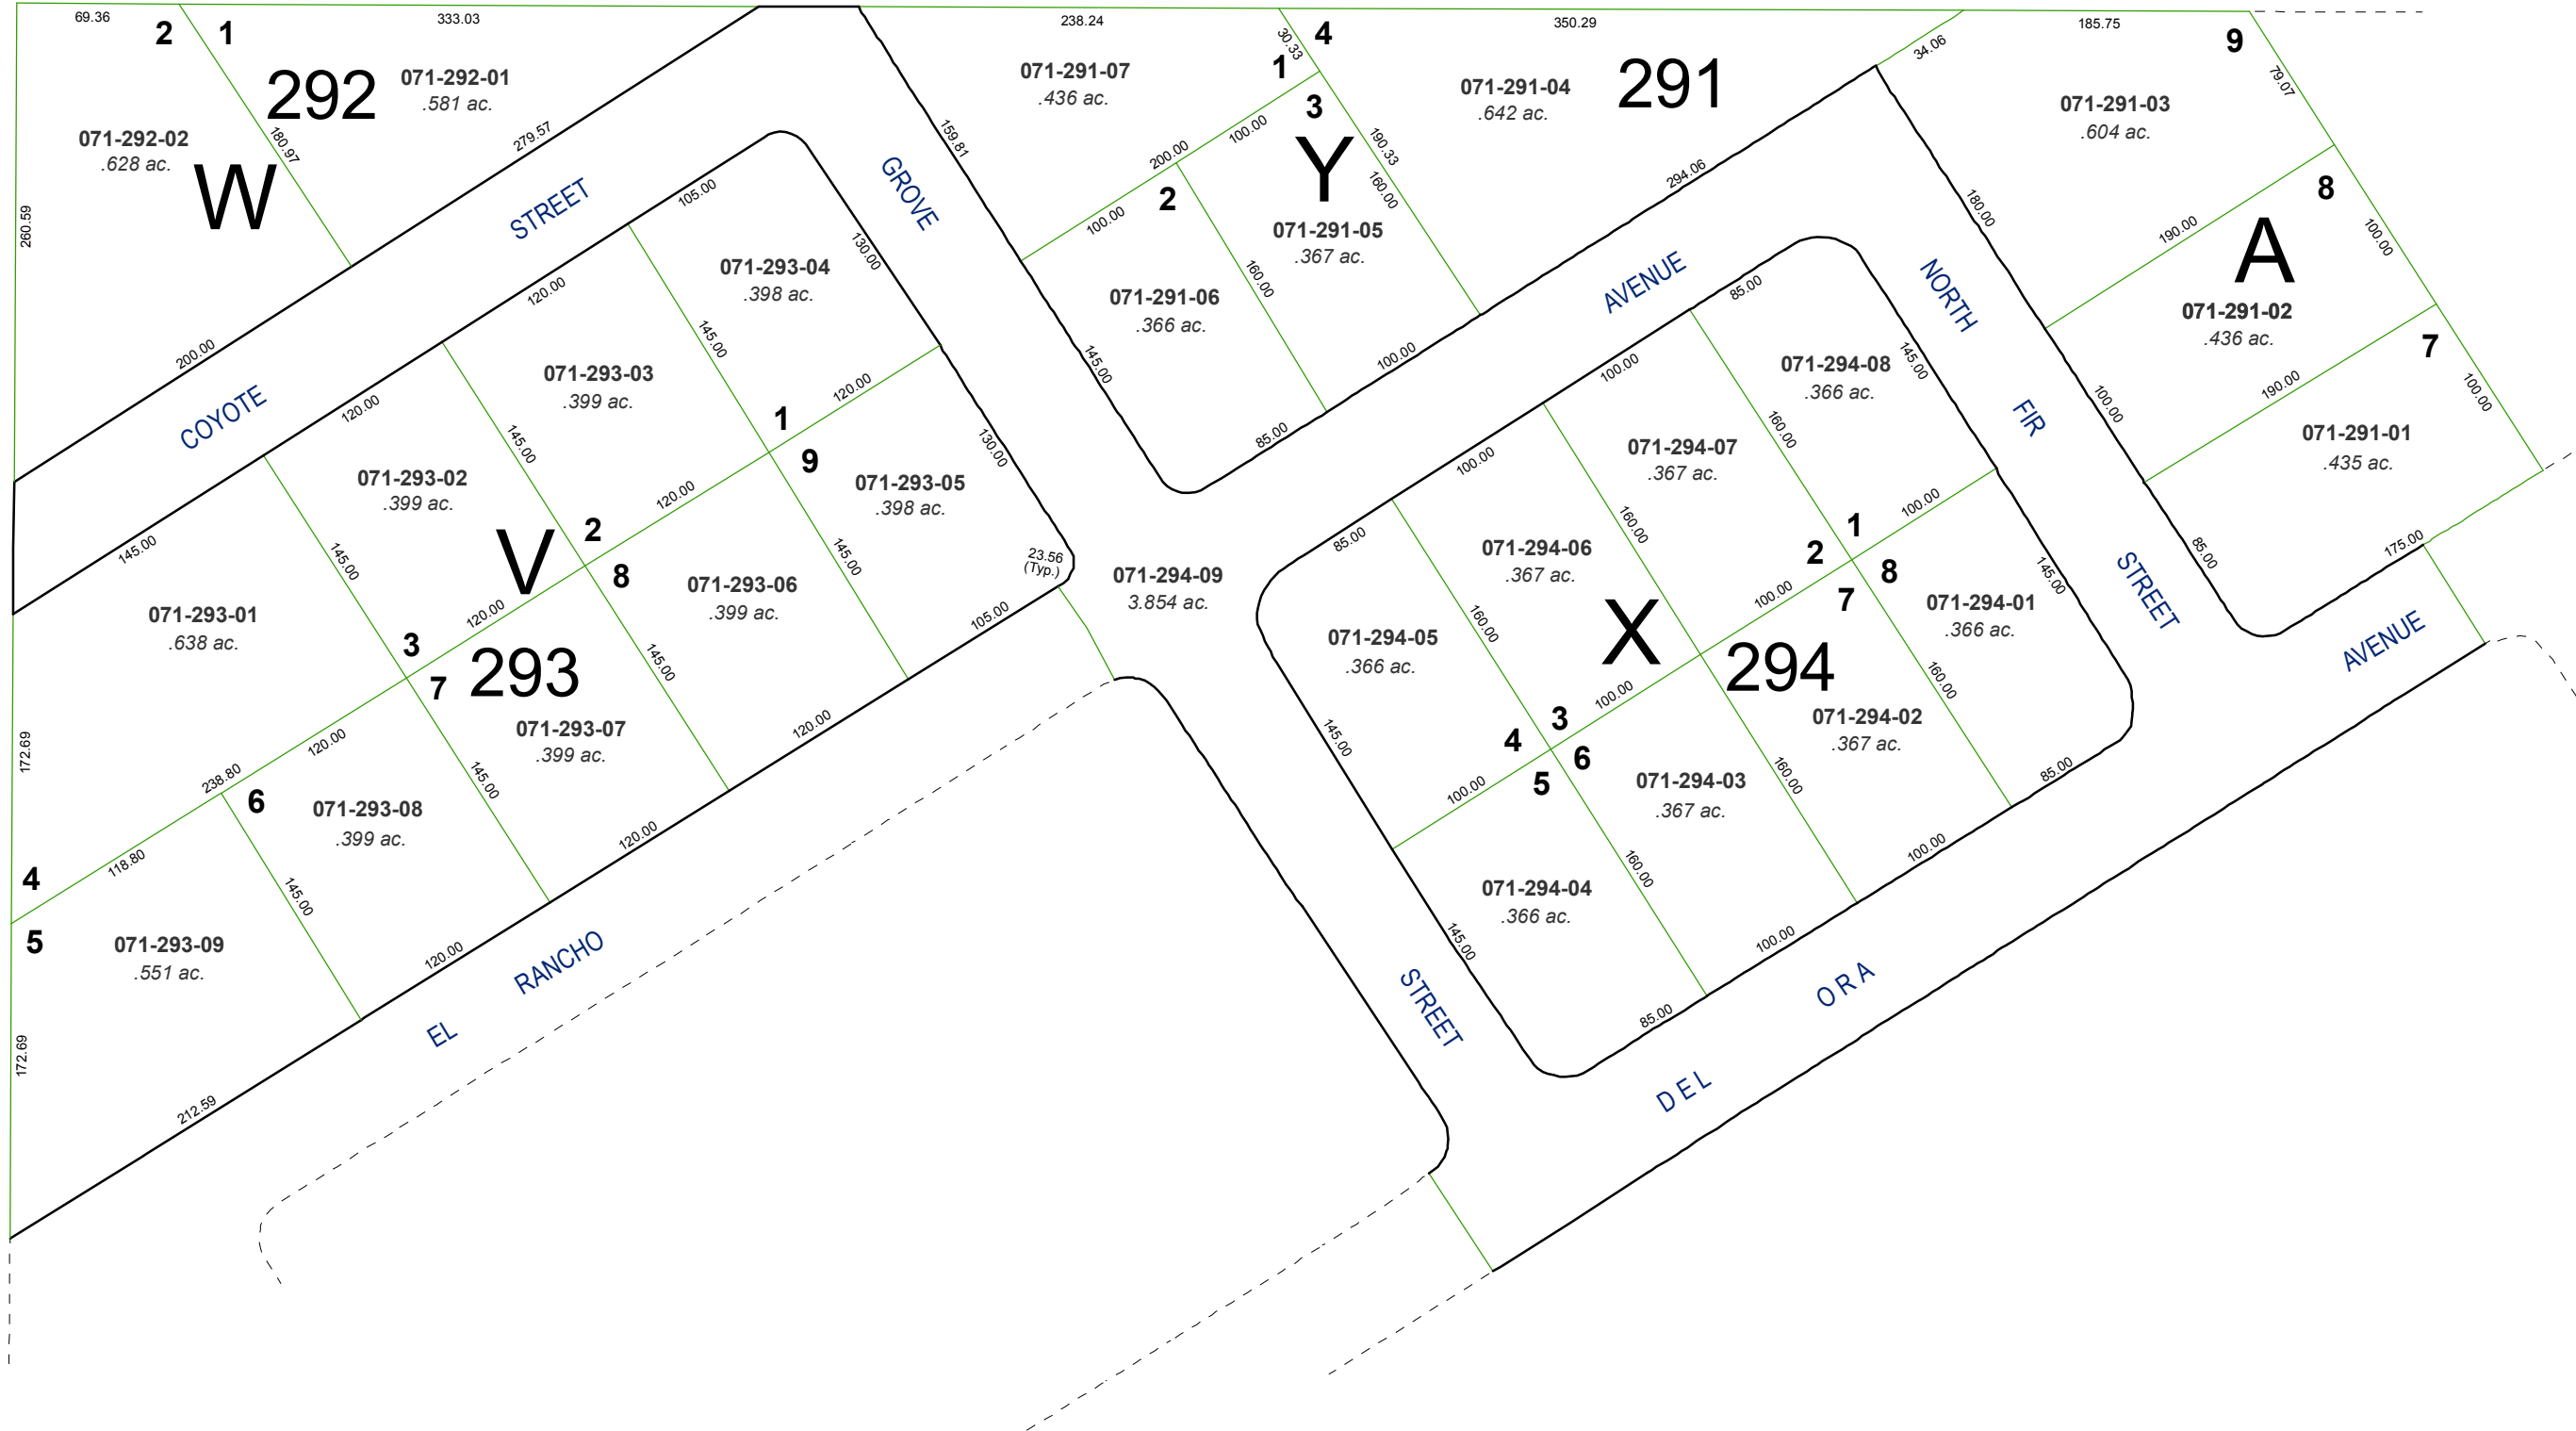 69.36
2
1
333.03
292
071-292-01
.581 ac.
071-292-02
.628 ac.
W
180.97
279.57
260.59
200.00
COYOTE
STREET
GROVE
159.81
238.24
071-291-07
.436 ac.
30.33
4
1
3
350.29
291
071-291-04
.642 ac.
34.06
185.75
9
79.07
071-291-03
.604 ac.
200.00
100.00
100.00
2
Y
190.33
160.00
071-291-05
.367 ac.
071-291-06
.366 ac.
160.00
145.00
85.00
100.00
294.06
AVENUE
180.00
NORTH
FIR
STREET
190.00
8
100.00
A
071-291-02
.436 ac.
7
100.00
190.00
100.00
071-291-01
.435 ac.
85.00
175.00
AVENUE
105.00
130.00
071-293-04
.398 ac.
120.00
145.00
071-293-03
.399 ac.
120.00
145.00
071-293-02
.399 ac.
145.00
145.00
071-293-01
.638 ac.
172.69
V
293
1
9
2
8
3
7
120.00
120.00
120.00
120.00
238.80
118.80
130.00
071-293-05
.398 ac.
23.56
(Typ.)
105.00
145.00
071-293-06
.399 ac.
120.00
145.00
071-293-07
.399 ac.
120.00
145.00
6
071-293-08
.399 ac.
120.00
145.00
4
5
071-293-09
.551 ac.
172.69
212.59
EL
RANCHO
071-294-09
3.854 ac.
85.00
100.00
100.00
85.00
145.00
071-294-08
.366 ac.
160.00
071-294-07
.367 ac.
160.00
071-294-06
.367 ac.
160.00
071-294-05
.366 ac.
145.00
X
294
1
2
8
7
3
4
6
5
100.00
100.00
100.00
100.00
145.00
071-294-01
.366 ac.
160.00
071-294-02
.367 ac.
160.00
071-294-03
.367 ac.
160.00
071-294-04
.366 ac.
145.00
85.00
100.00
100.00
85.00
STREET
DEL
ORA